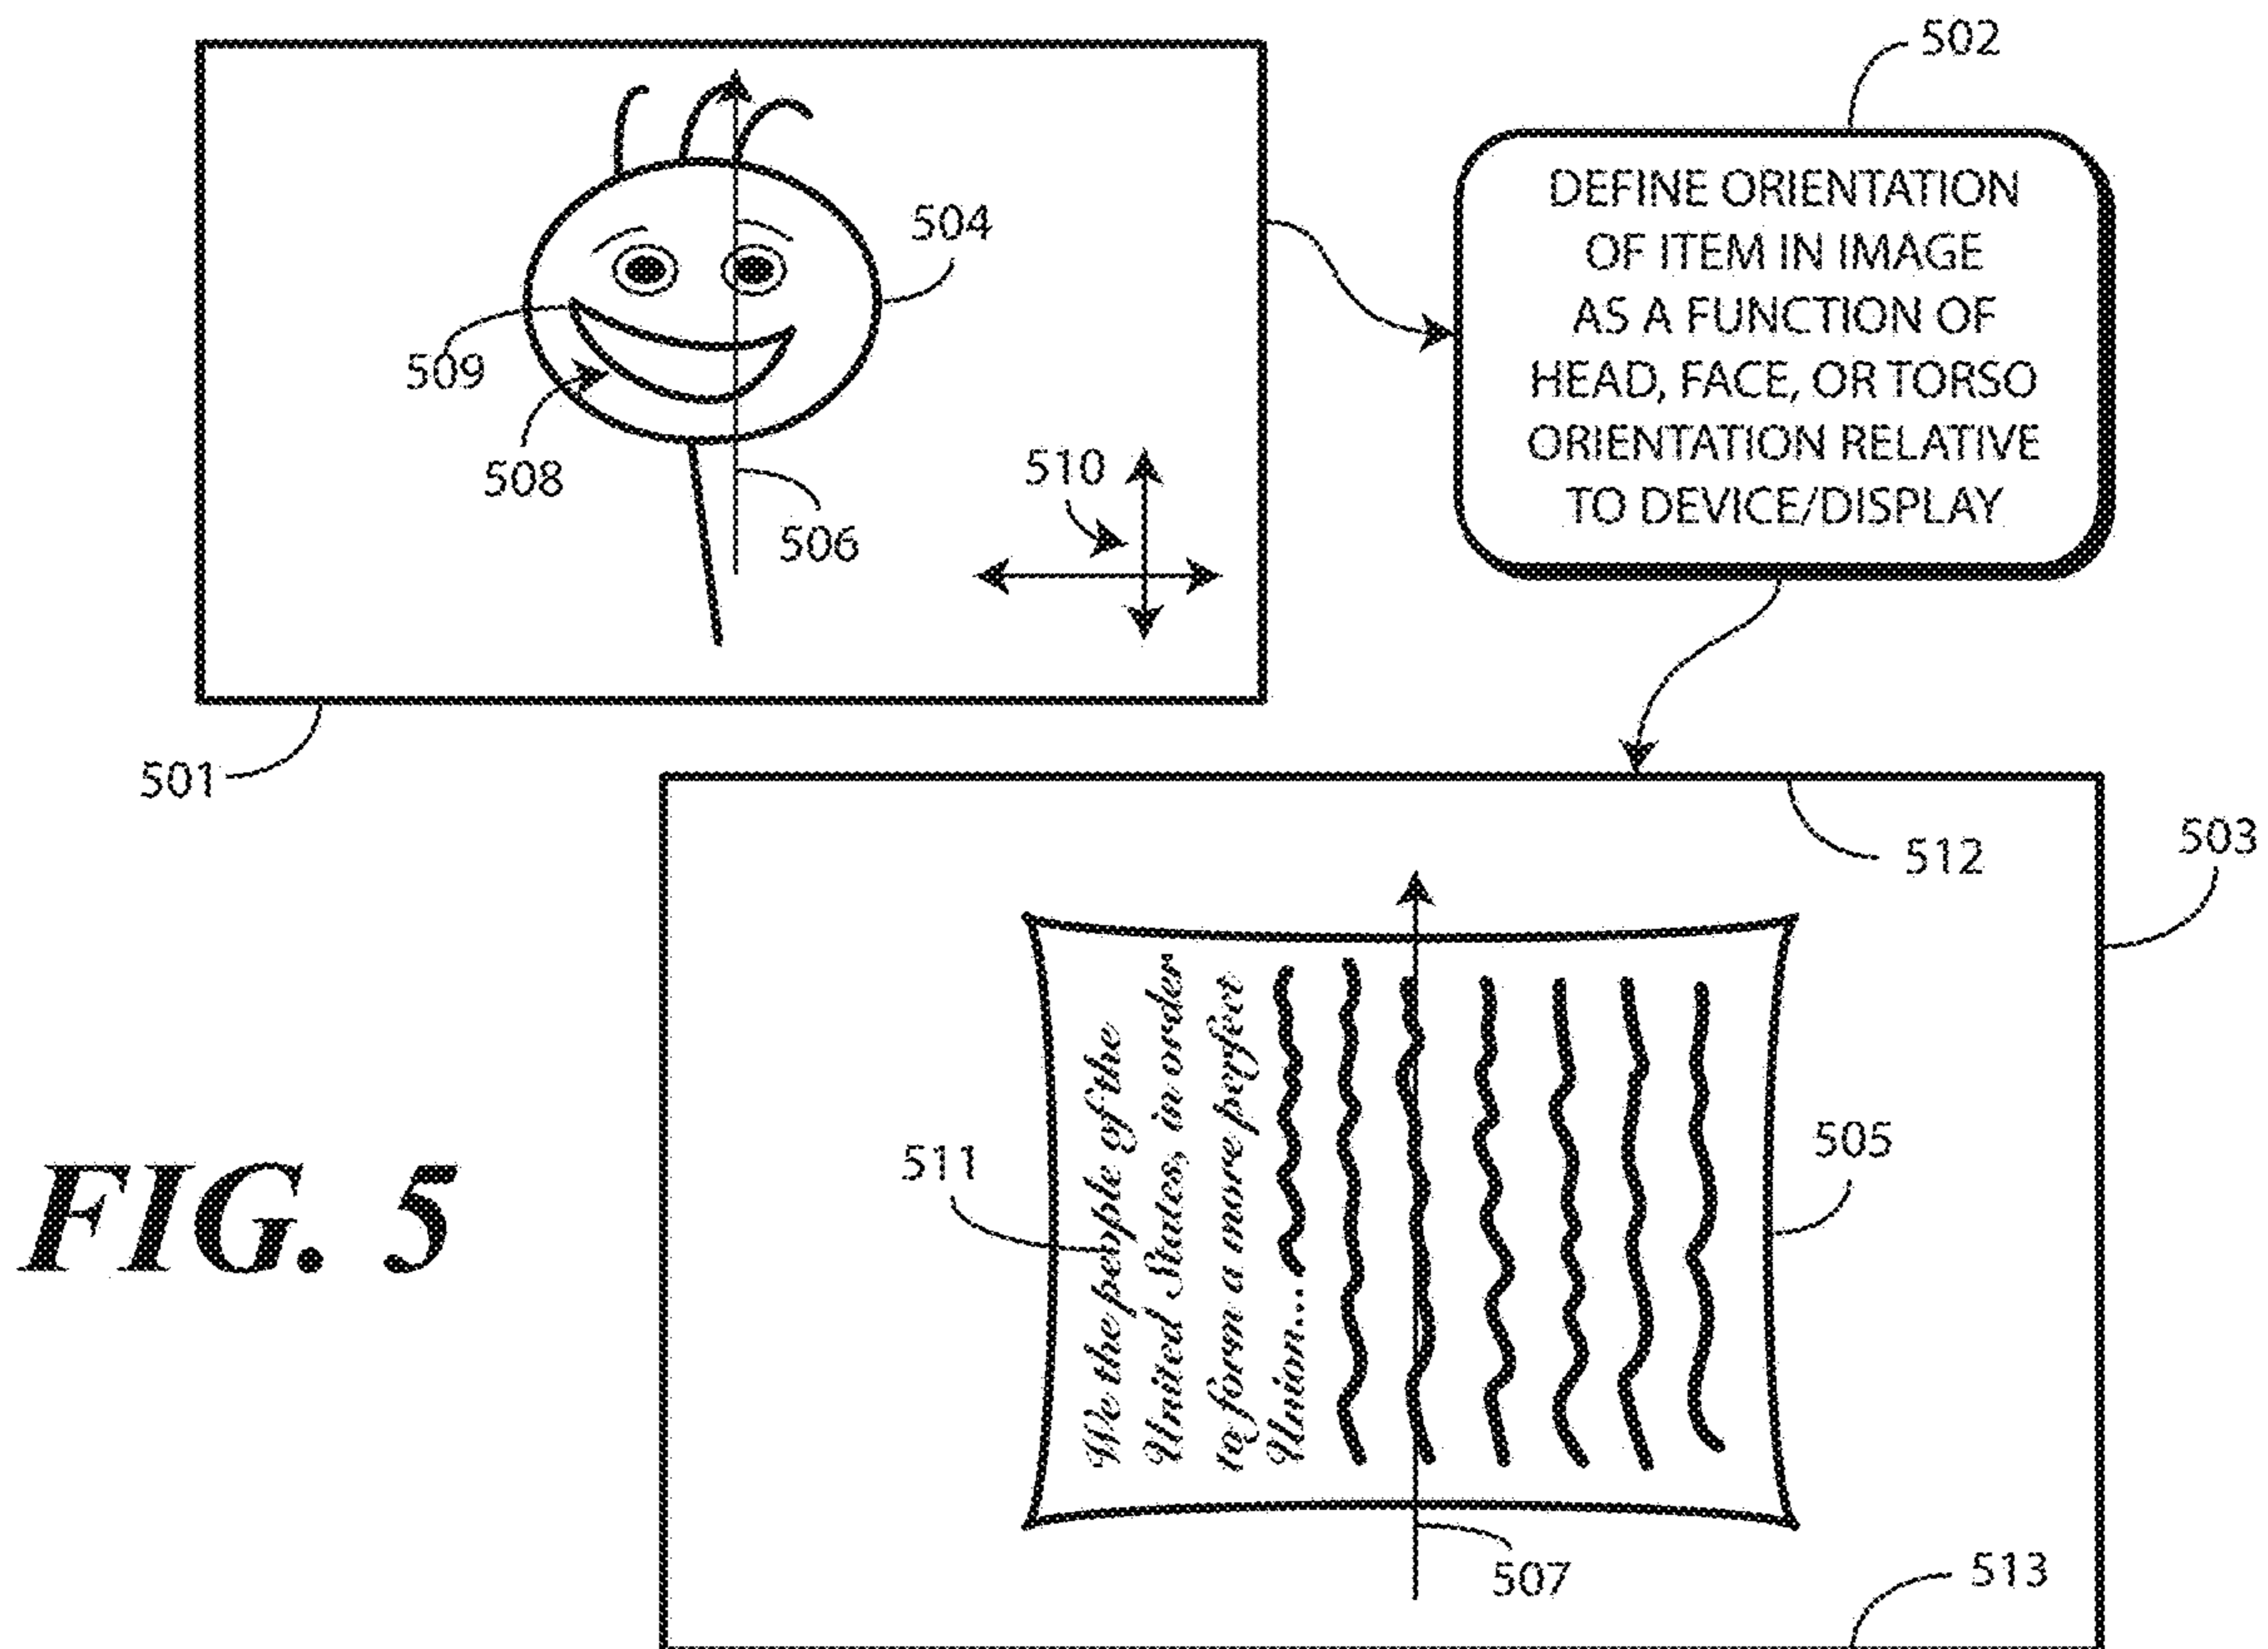 502
DEFINE ORIENTATION
OF ITEM IN IMAGE
AS A FUNCTION OF
HEAD, FACE, OR TORSO
ORIENTATION RELATIVE
TO DEVICE/DISPLAY
504
509
508
506
510
501
512
503
We the people of the
United States, in order
to form a more perfect
Union...
511
505
507
513
FIG. 5